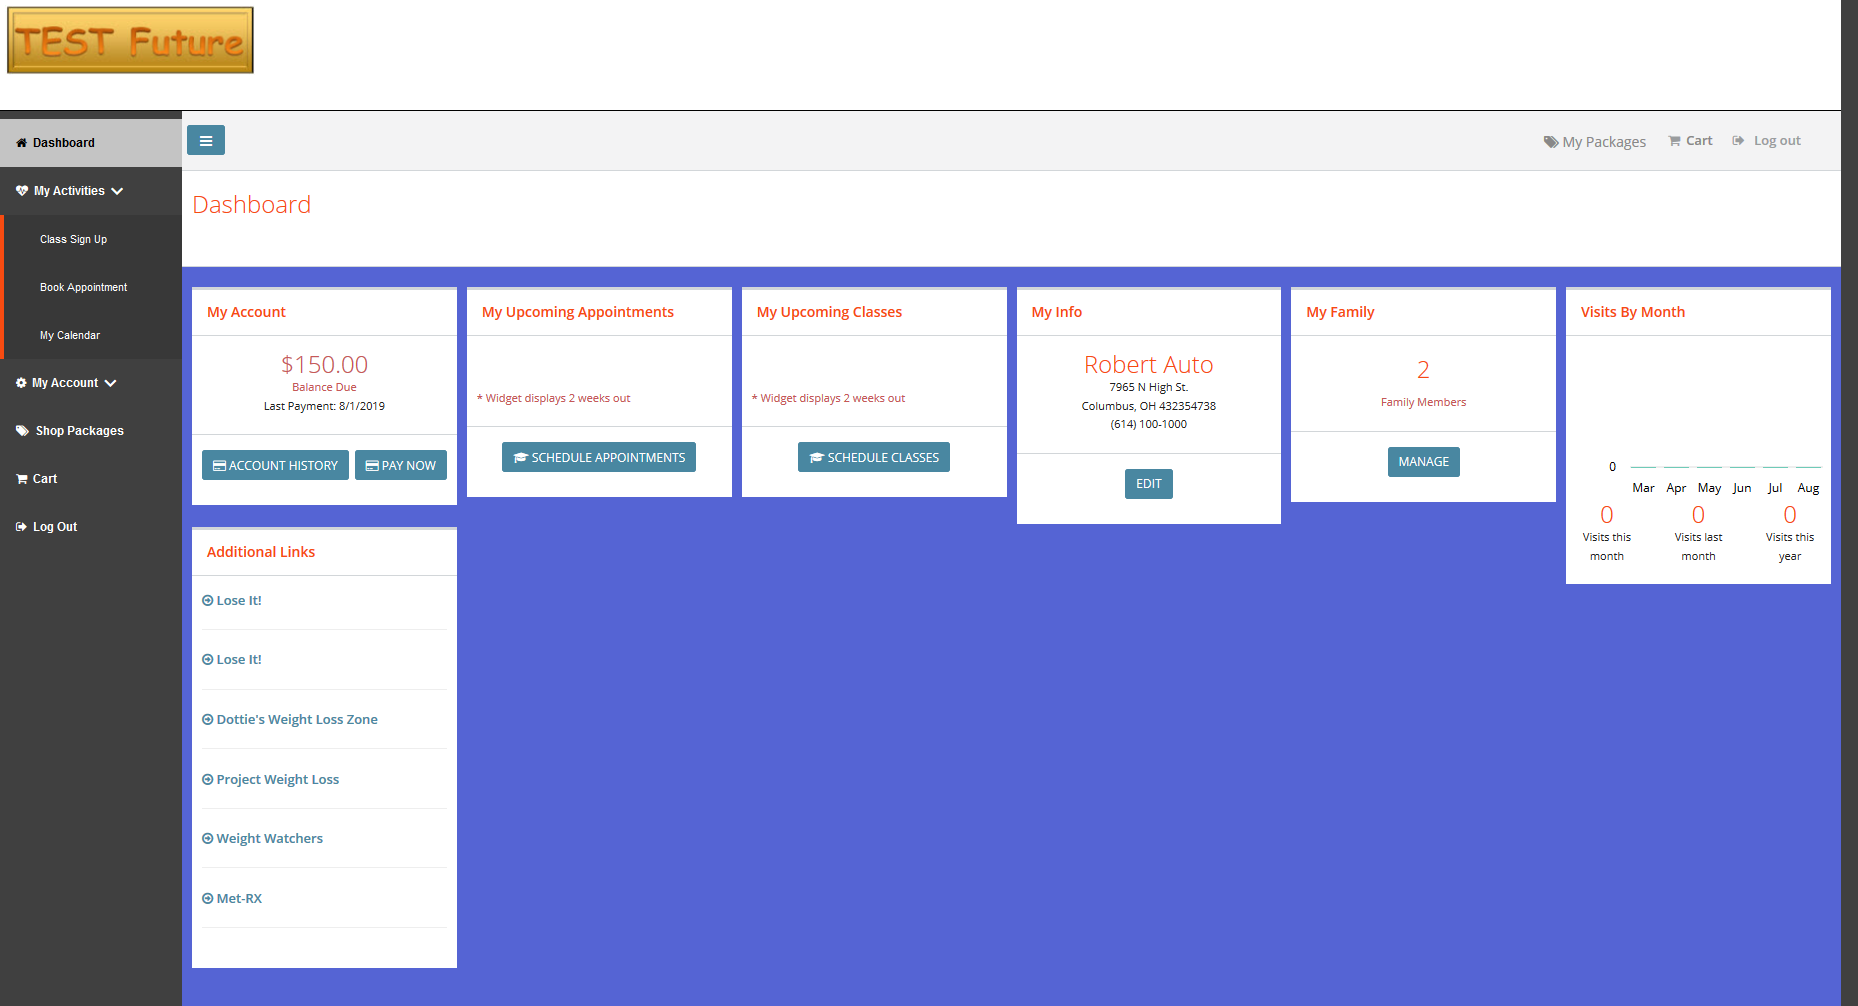 TEST Future
My Packages
Cart
Log out
Dashboard
My Activities
Class Sign Up
Book Appointment
My Calendar
My Account
Shop Packages
Cart
Log Out
Dashboard
My Account
$150.00
Balance Due
Last Payment: 8/1/2019
ACCOUNT HISTORY
PAY NOW
My Upcoming Appointments
* Widget displays 2 weeks out
SCHEDULE APPOINTMENTS
My Upcoming Classes
* Widget displays 2 weeks out
SCHEDULE CLASSES
My Info
Robert Auto
7965 N High St.
Columbus, OH 432354738
(614) 100-1000
EDIT
My Family
2
Family Members
MANAGE
Visits By Month
0
Mar Apr May Jun Jul Aug
0
Visits this
month
0
Visits last
month
0
Visits this
year
Additional Links
Lose It!
Lose It!
Dottie's Weight Loss Zone
Project Weight Loss
Weight Watchers
Met-RX